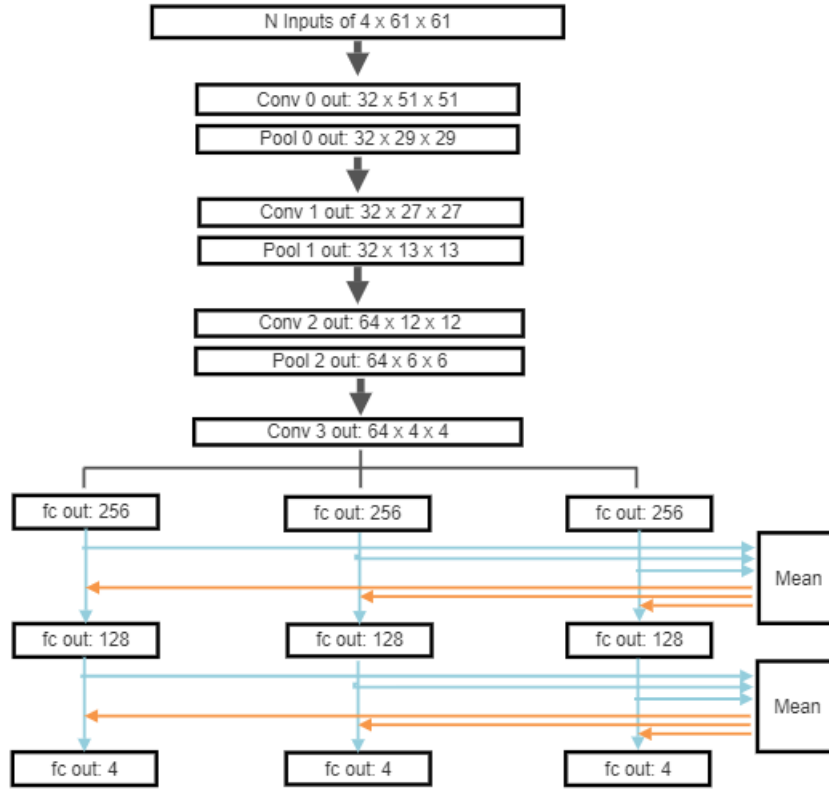 N Inputs of 4 x 61 x 61
Conv 0 out: 32 x 51 x 51
Pool 0 out: 32 x 29 x 29
Conv 1 out: 32 x 27 x 27
Pool 1 out: 32 x 13 x 13
Conv 2 out: 64 x 12 x 12
Pool 2 out: 64 x 6 x 6
Conv 3 out: 64 x 4 x 4
fc out: 256
fc out: 256
fc out: 256
Mean
fc out: 128
fc out: 128
fc out: 128
Mean
fc out: 4
fc out: 4
fc out: 4